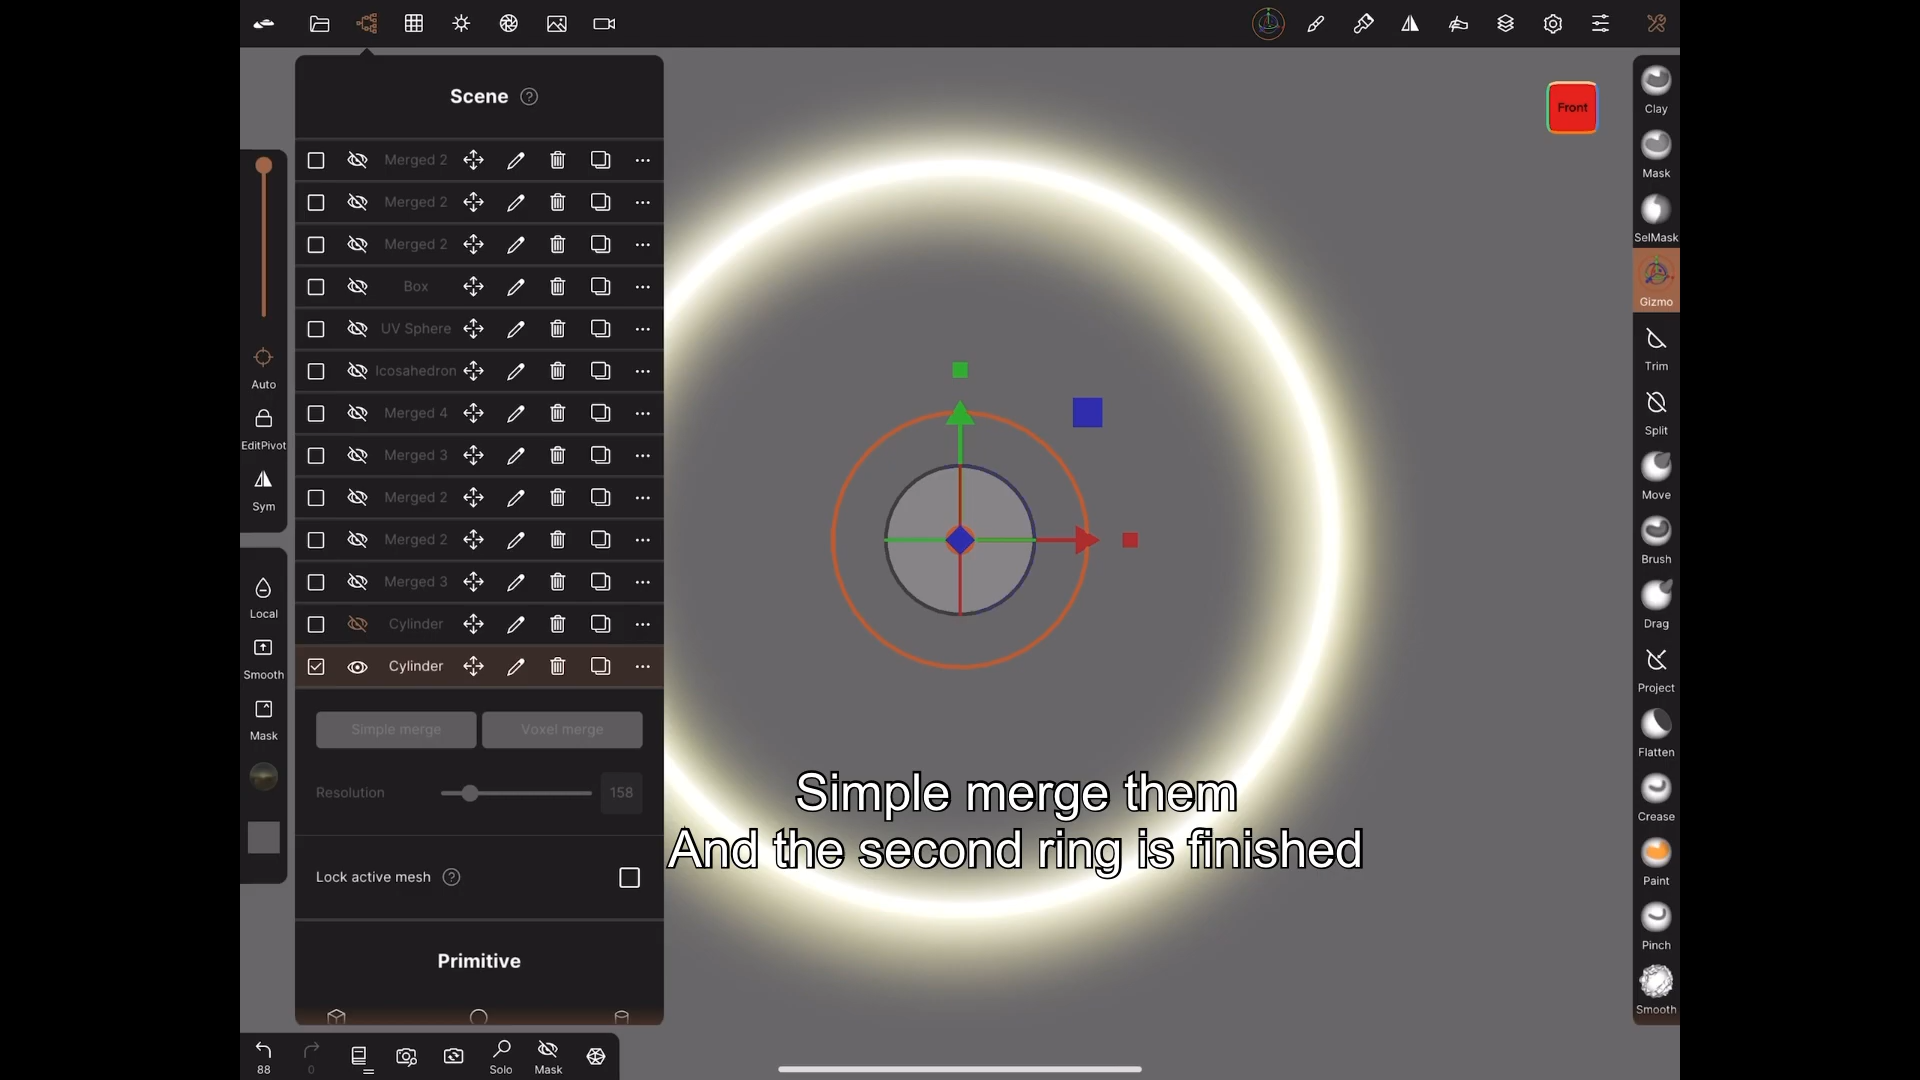 Scene ?
Front
Merged 2
Merged 2
Merged 2
Box
UV Sphere
Icosahedron
Merged 4
Merged 3
Merged 2
Merged 2
Merged 3
Cylinder
Cylinder
Simple merge
Voxel merge
Resolution
158
Lock active mesh ?
Primitive
Auto
EditPivot
Sym
Local
Smooth
Mask
Simple merge them
And the second ring is finished
Clay
Mask
SelMask
Gizmo
Trim
Split
Move
Brush
Drag
Project
Flatten
Crease
Paint
Pinch
Smooth
88
0
Solo
Mask